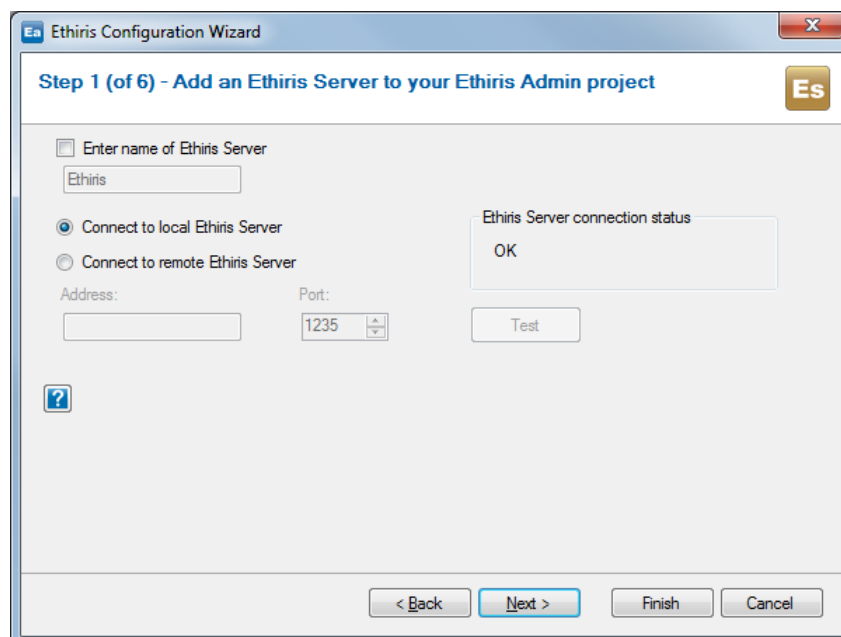 Ea Ethiris Configuration Wizard
Step 1 (of 6) - Add an Ethiris Server to your Ethiris Admin project
Es
Enter name of Ethiris Server
Ethiris
Connect to local Ethiris Server
Connect to remote Ethiris Server
Ethiris Server connection status
OK
Address: Port:
1235
Test
?
< Back Next > Finish Cancel